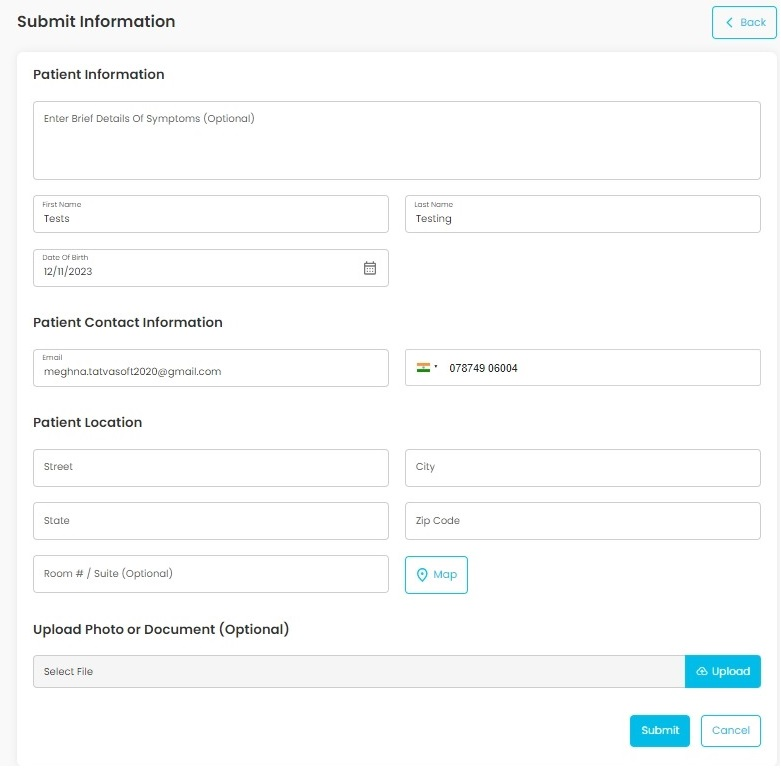 Submit Information
Back
Patient Information
Enter Brief Details Of Symptoms (Optional)
First Name
Tests
Last Name
Testing
Date Of Birth
12/11/2023
Patient Contact Information
Email
meghna.tatvasoft2020@gmail.com
078749 06004
Patient Location
Street
City
State
Zip Code
Room # / Suite (Optional)
Map
Upload Photo or Document (Optional)
Select File
Upload
Submit
Cancel